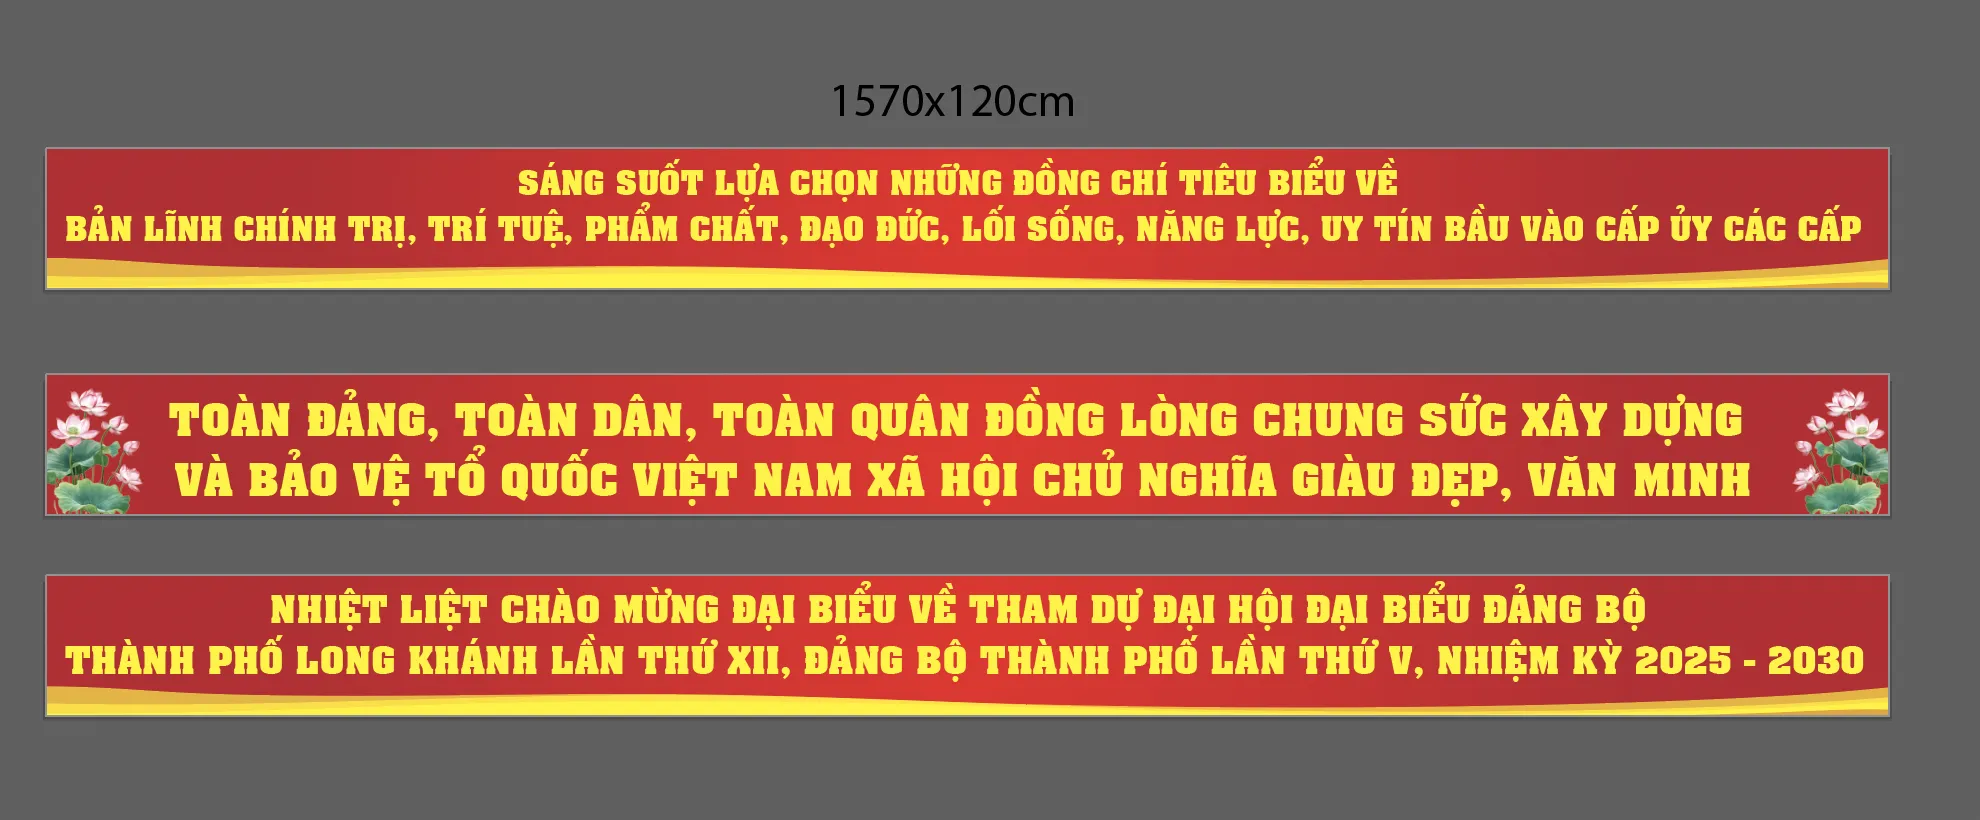 1570x120cm
SÁNG SUỐT LỰA CHỌN NHỮNG ĐỒNG CHÍ TIÊU BIỂU VỀ
BẢN LĨNH CHÍNH TRỊ, TRÍ TUỆ, PHẨM CHẤT, ĐẠO ĐỨC, LỐI SỐNG, NĂNG LỰC, UY TÍN BẦU VÀO CẤP ỦY CÁC CẤP
TOÀN ĐẢNG, TOÀN DÂN, TOÀN QUÂN ĐỒNG LÒNG CHUNG SỨC XÂY DỰNG
VÀ BẢO VỆ TỔ QUỐC VIỆT NAM XÃ HỘI CHỦ NGHĨA GIÀU ĐẸP, VĂN MINH
NHIỆT LIỆT CHÀO MỪNG ĐẠI BIỂU VỀ THAM DỰ ĐẠI HỘI ĐẠI BIỂU ĐẢNG BỘ
THÀNH PHỐ LONG KHÁNH LẦN THỨ XII, ĐẢNG BỘ THÀNH PHỐ LẦN THỨ V, NHIỆM KỲ 2025 - 2030